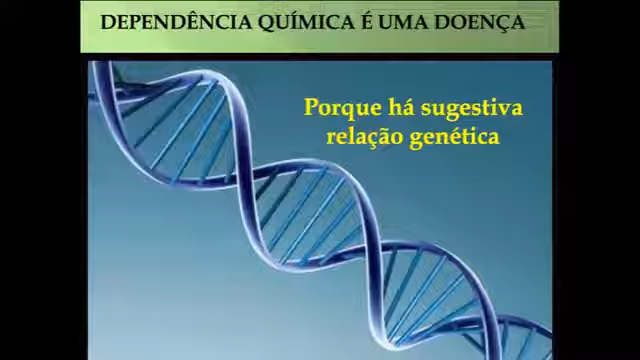 DEPENDÊNCIA QUÍMICA É UMA DOENÇA
Porque há sugestiva
relação genética